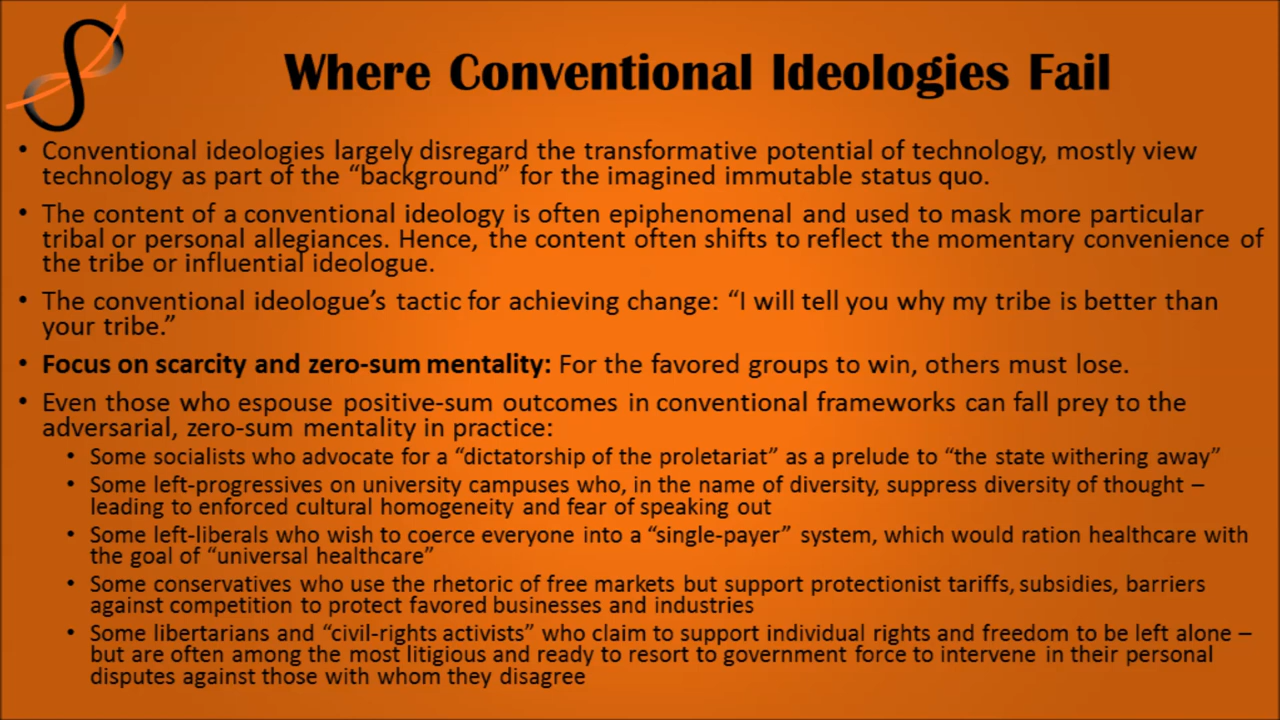 Where Conventional Ideologies Fail
• Conventional ideologies largely disregard the transformative potential of technology, mostly view
technology as part of the “background” for the imagined immutable status quo.
• The content of a conventional ideology is often epiphenomenal and used to mask more particular
tribal or personal allegiances. Hence, the content often shifts to reflect the momentary convenience of
the tribe or influential ideologue.
• The conventional ideologue’s tactic for achieving change: “I will tell you why my tribe is better than
your tribe.”
• Focus on scarcity and zero-sum mentality: For the favored groups to win, others must lose.
• Even those who espouse positive-sum outcomes in conventional frameworks can fall prey to the
adversarial, zero-sum mentality in practice:
• Some socialists who advocate for a “dictatorship of the proletariat” as a prelude to “the state withering away”
• Some left-progressives on university campuses who, in the name of diversity, suppress diversity of thought –
leading to enforced cultural homogeneity and fear of speaking out
• Some left-liberals who wish to coerce everyone into a “single-payer” system, which would ration healthcare with
the goal of “universal healthcare”
• Some conservatives who use the rhetoric of free markets but support protectionist tariffs, subsidies, barriers
against competition to protect favored businesses and industries
• Some libertarians and “civil-rights activists” who claim to support individual rights and freedom to be left alone –
but are often among the most litigious and ready to resort to government force to intervene in their personal
disputes against those with whom they disagree